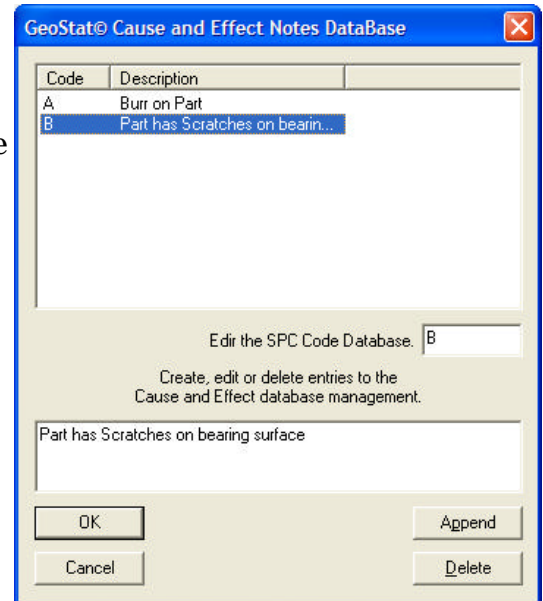 GeoStat© Cause and Effect Notes DataBase
Code Description
A Burr on Part
B Part has Scratches on bearin...
e
Edir the SPC Code Database. B
Create, edit or delete entries to the
Cause and Effect database management.
Part has Scratches on bearing surface
OK Append
Cancel Delete